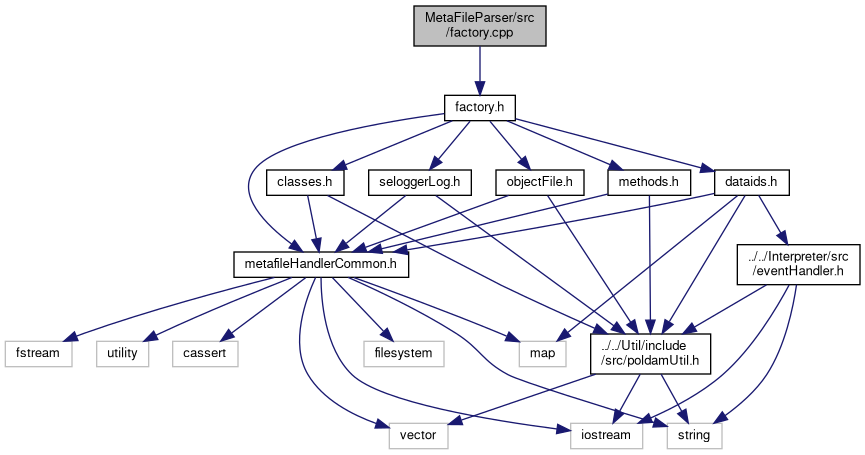 MetaFileParser/src
/factory.cpp
factory.h
classes.h
seloggerLog.h
objectFile.h
methods.h
dataids.h
metafileHandlerCommon.h
../../Interpreter/src
/eventHandler.h
fstream
utility
cassert
filesystem
map
../../Util/include
/src/poldamUtil.h
vector
iostream
string